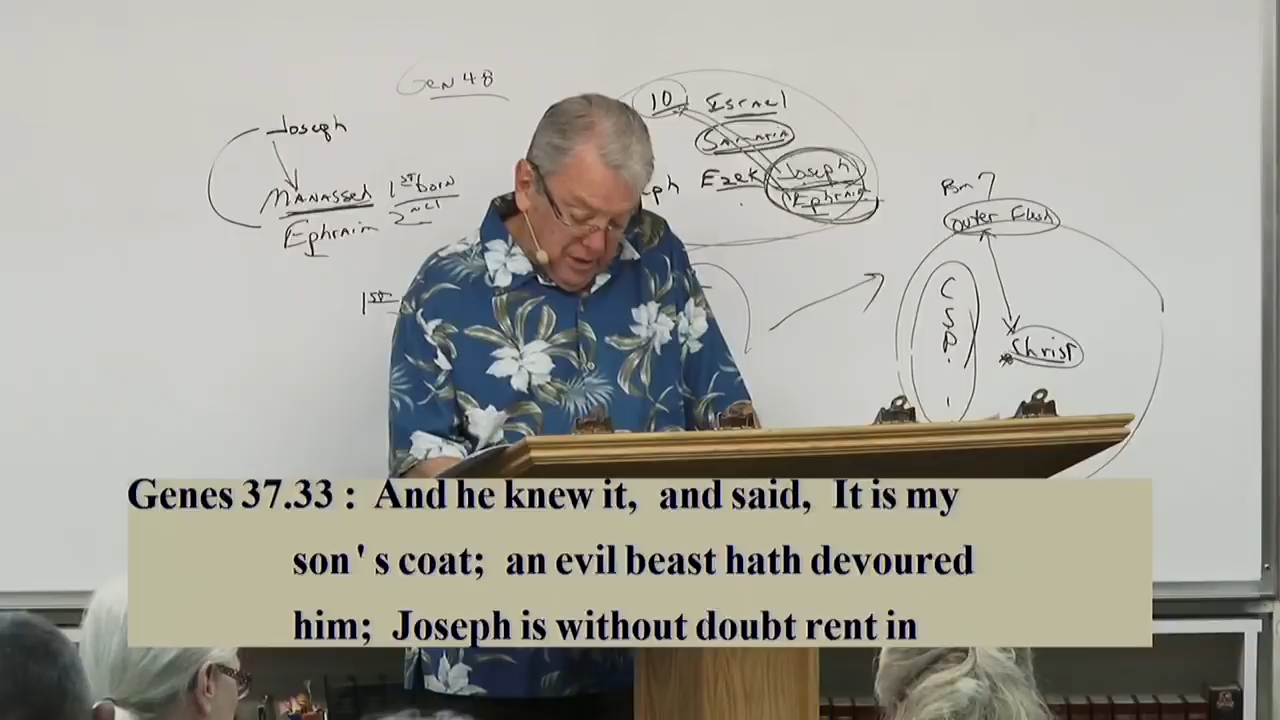 Gen 48
Joseph
Manasseh 1st born
Ephraim 2nd
1st
10 Israel
Samaria
Ezek Joseph
Ephraim
Rm 7
outer Flesh
C
S
P.
Christ
Genes 37.33 : And he knew it, and said, It is my
son's coat; an evil beast hath devoured
him; Joseph is without doubt rent in